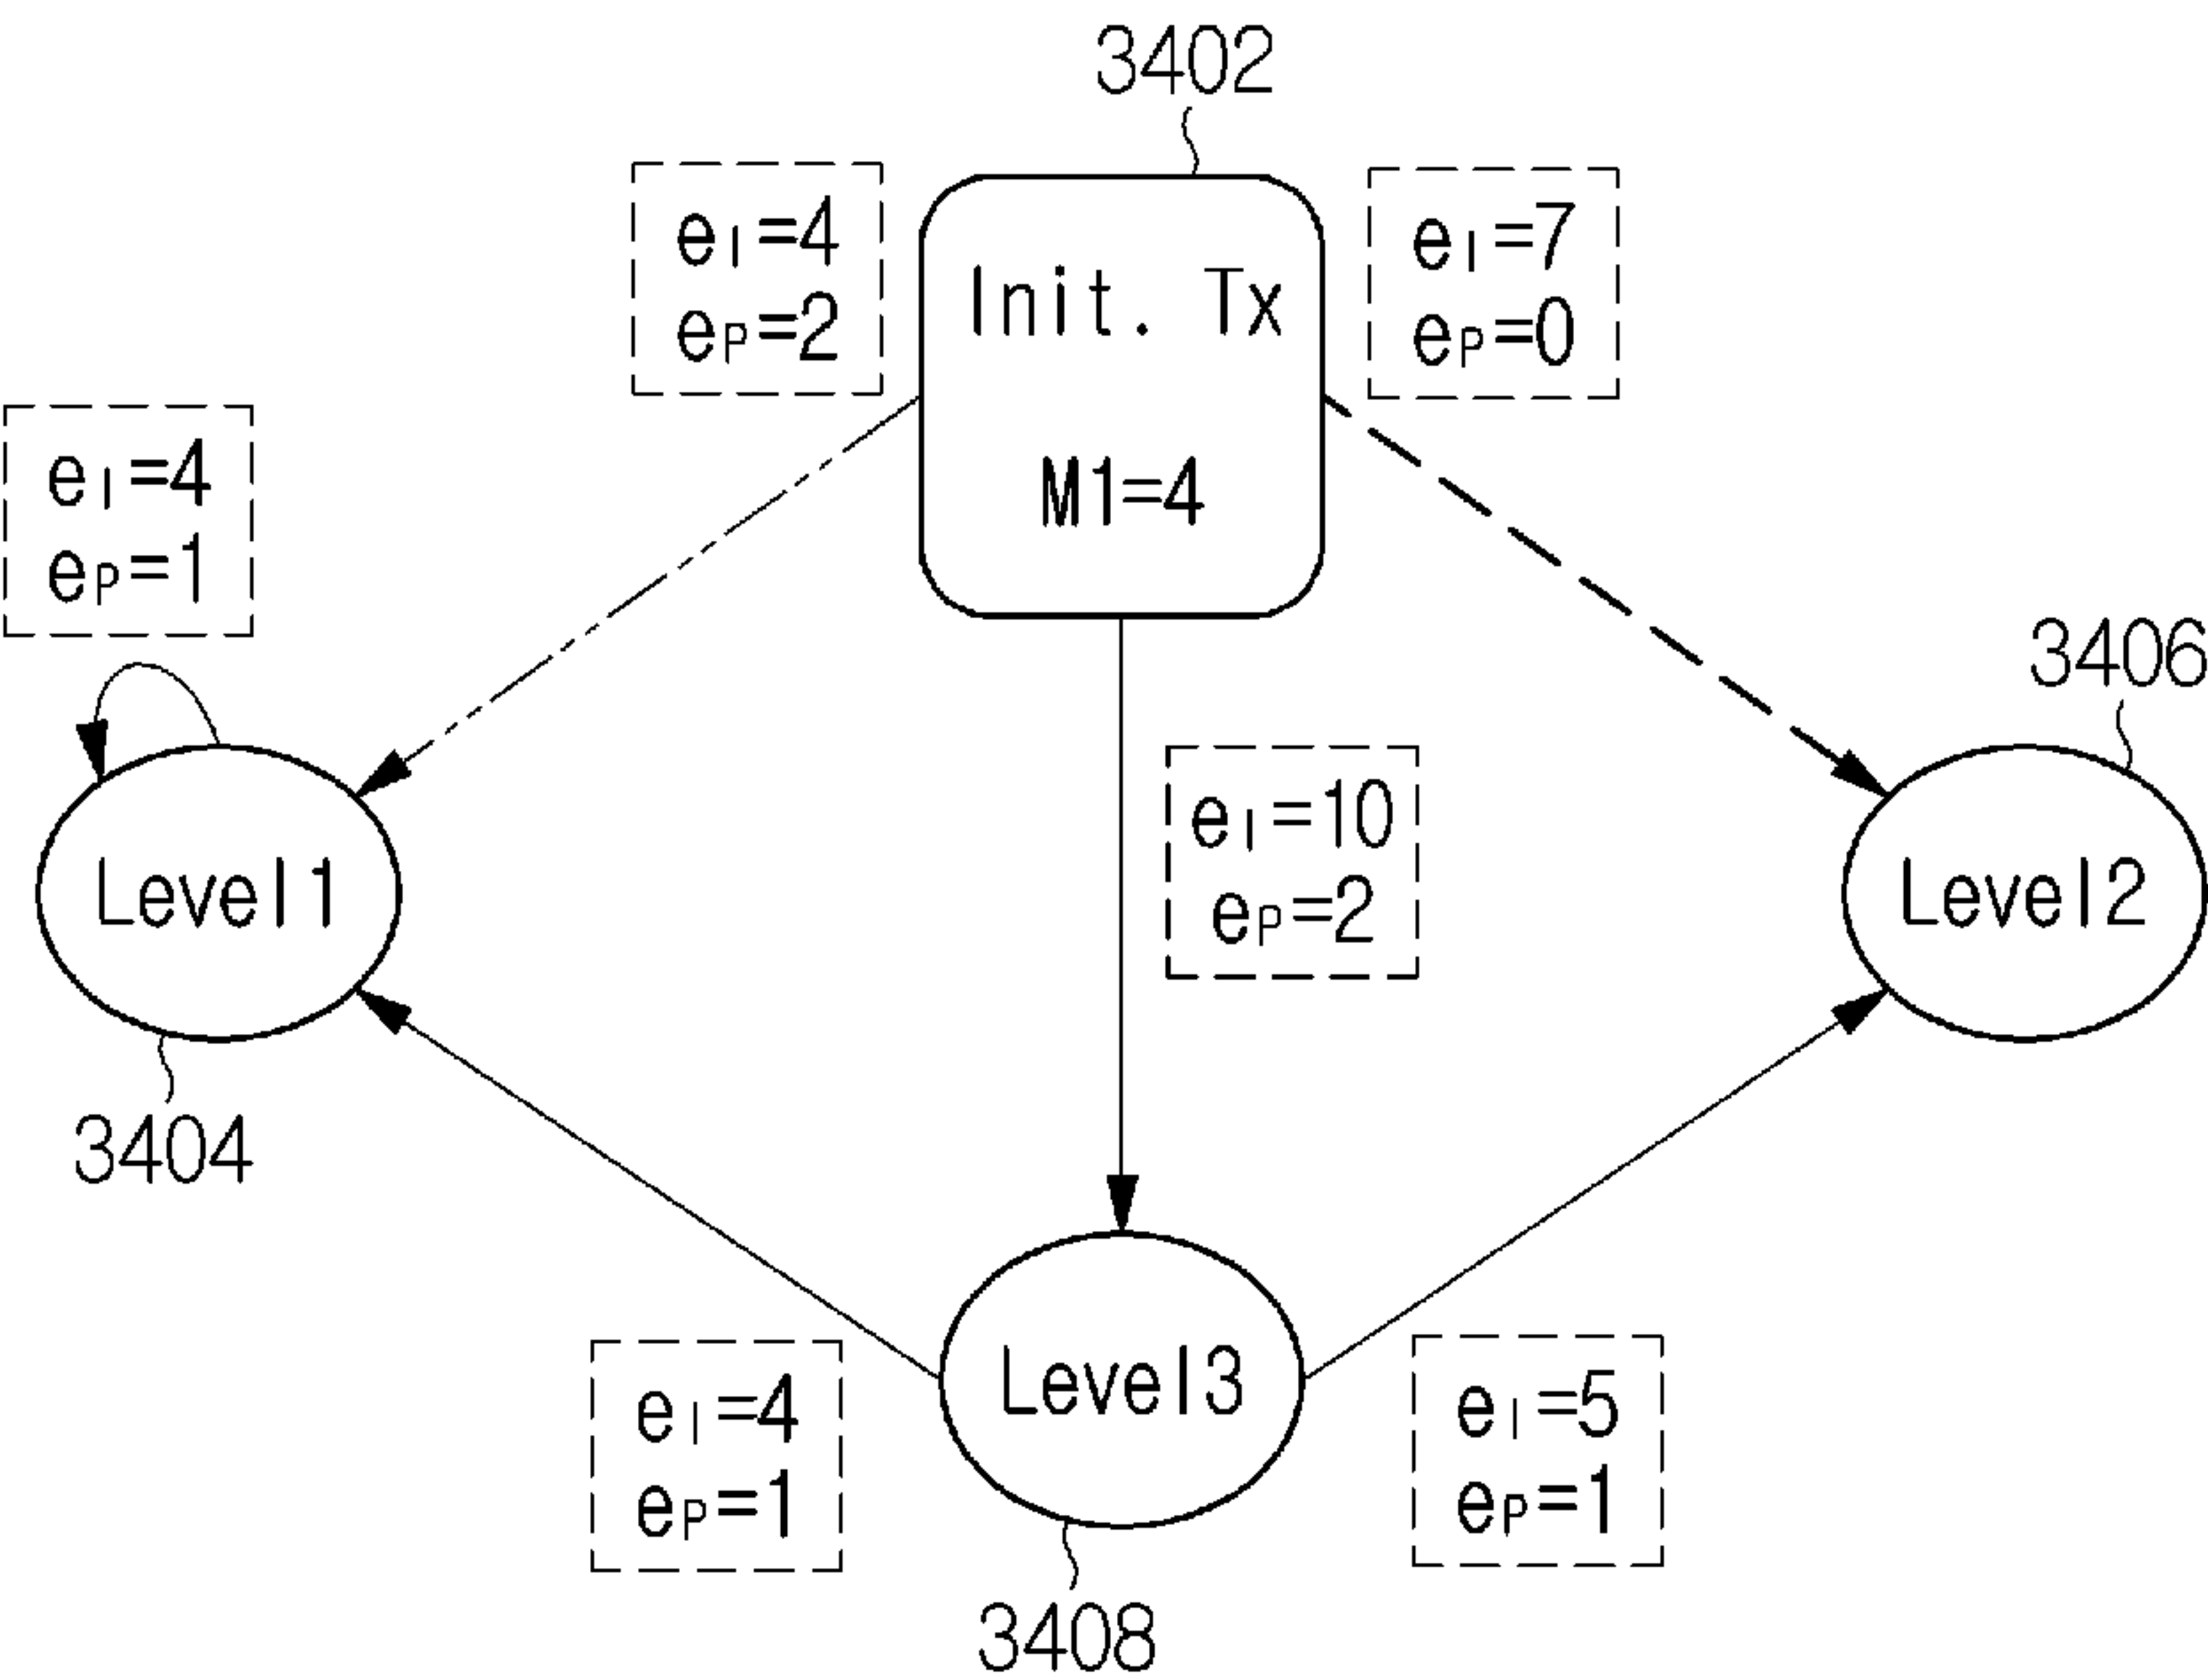 3402
eI=4
eP=2
Init. Tx
M1=4
eI=7
eP=0
eI=4
eP=1
3406
eI=10
eP=2
Level1
Level2
3404
Level3
eI=4
eP=1
eI=5
eP=1
3408